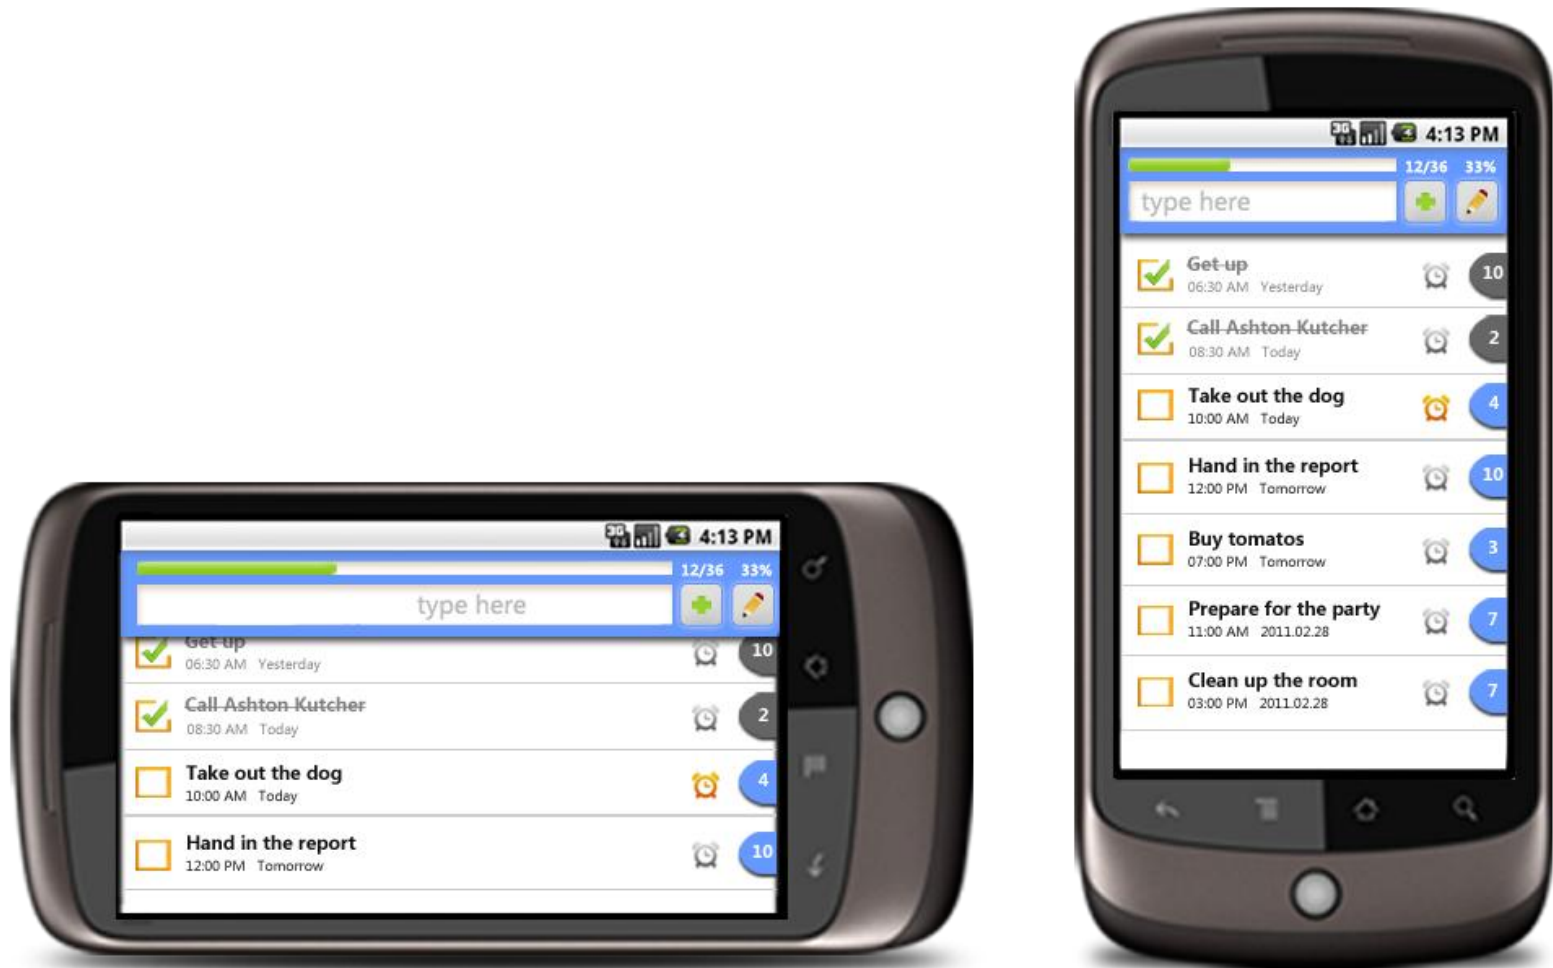 3G 4:13 PM
12/36 33%
type here
Get up
06:30 AM Yesterday
10
Call Ashton Kutcher
08:30 AM Today
2
Take out the dog
10:00 AM Today
4
Hand in the report
12:00 PM Tomorrow
10
3G 4:13 PM
12/36 33%
type here
Get up
06:30 AM Yesterday
10
Call Ashton Kutcher
08:30 AM Today
2
Take out the dog
10:00 AM Today
4
Hand in the report
12:00 PM Tomorrow
10
Buy tomatos
07:00 PM Tomorrow
3
Prepare for the party
11:00 AM 2011.02.28
7
Clean up the room
03:00 PM 2011.02.28
7